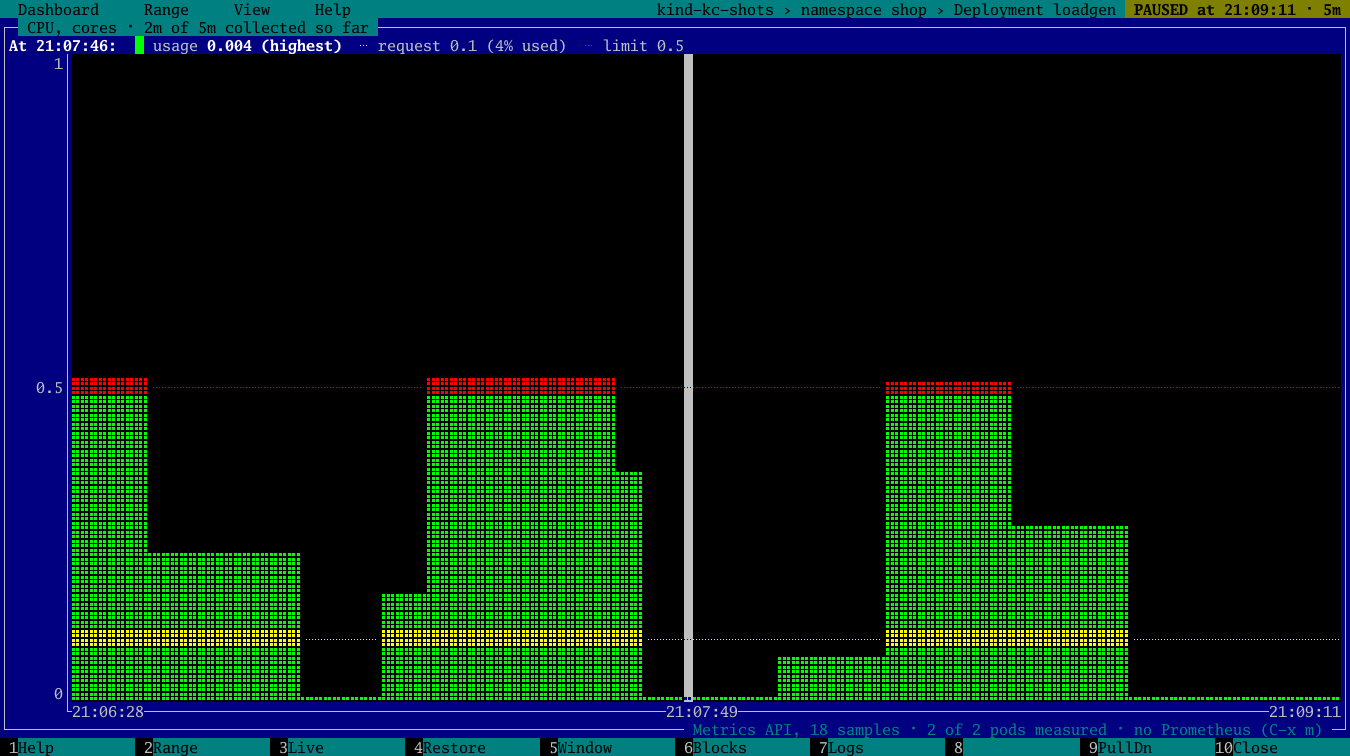 Dashboard Range View Help kind-kc-shots › namespace shop › Deployment loadgen PAUSED at 21:09:11 · 5m
CPU, cores · 2m of 5m collected so far
At 21:07:46: usage 0.004 (highest) ··· request 0.1 (4% used) ··· limit 0.5
1
0.5
0
21:06:28 21:07:49 21:09:11
Metrics API, 18 samples · 2 of 2 pods measured · no Prometheus (C-x m)
1Help 2Range 3Live 4Restore 5Window 6Blocks 7Logs 8 9PullDn 10Close